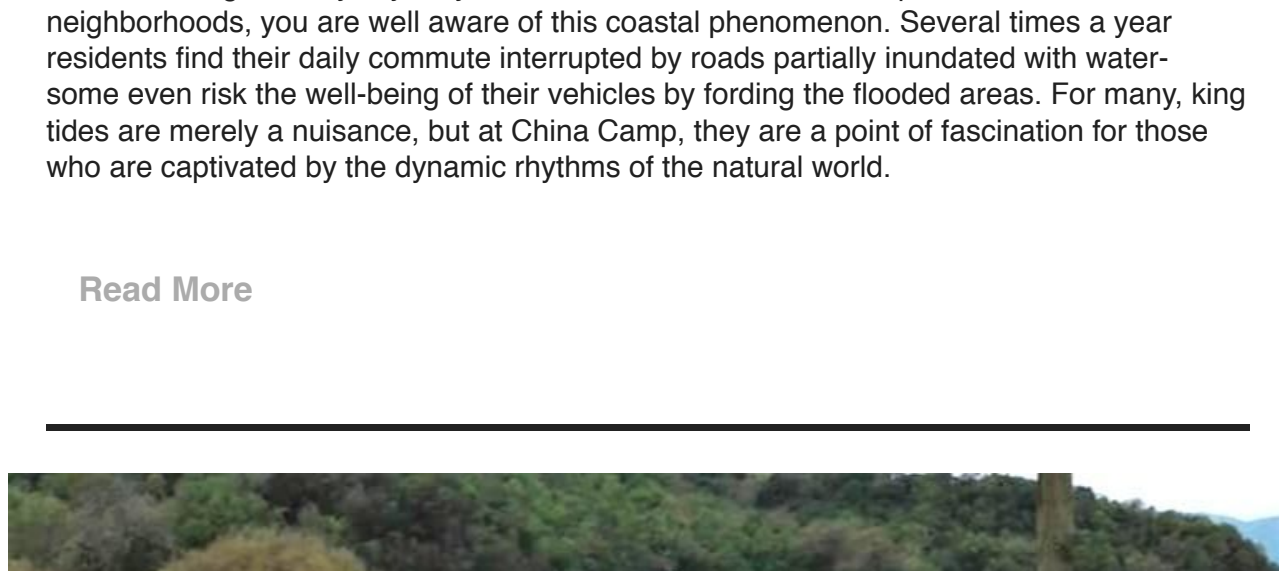 neighborhoods, you are well aware of this coastal phenomenon. Several times a year
residents find their daily commute interrupted by roads partially inundated with water-
some even risk the well-being of their vehicles by fording the flooded areas. For many, king
tides are merely a nuisance, but at China Camp, they are a point of fascination for those
who are captivated by the dynamic rhythms of the natural world.
Read More